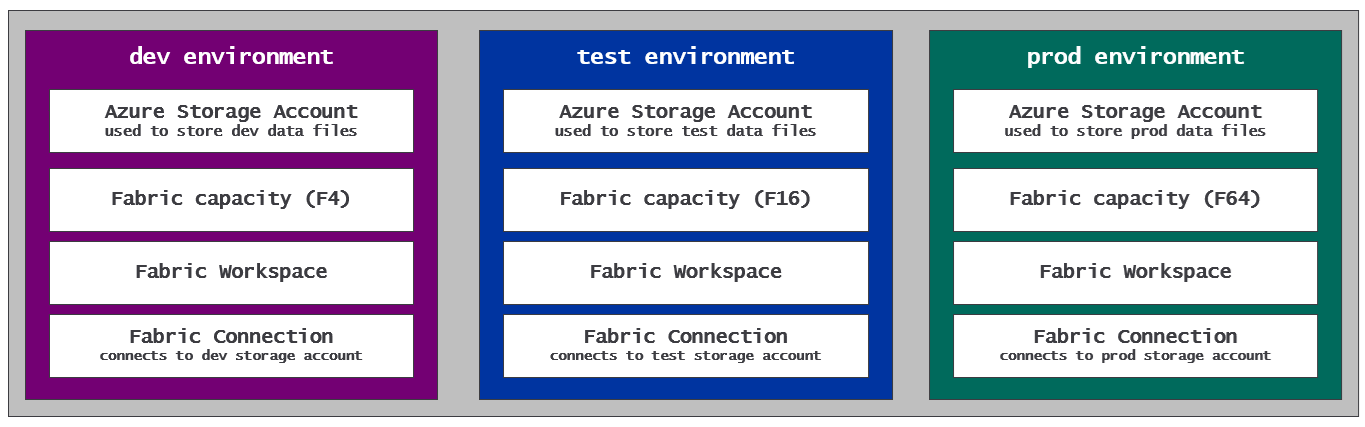 dev environment
Azure Storage Account
used to store dev data files
Fabric capacity (F4)
Fabric Workspace
Fabric Connection
connects to dev storage account
test environment
Azure Storage Account
used to store test data files
Fabric capacity (F16)
Fabric Workspace
Fabric Connection
connects to test storage account
prod environment
Azure Storage Account
used to store prod data files
Fabric capacity (F64)
Fabric Workspace
Fabric Connection
connects to prod storage account